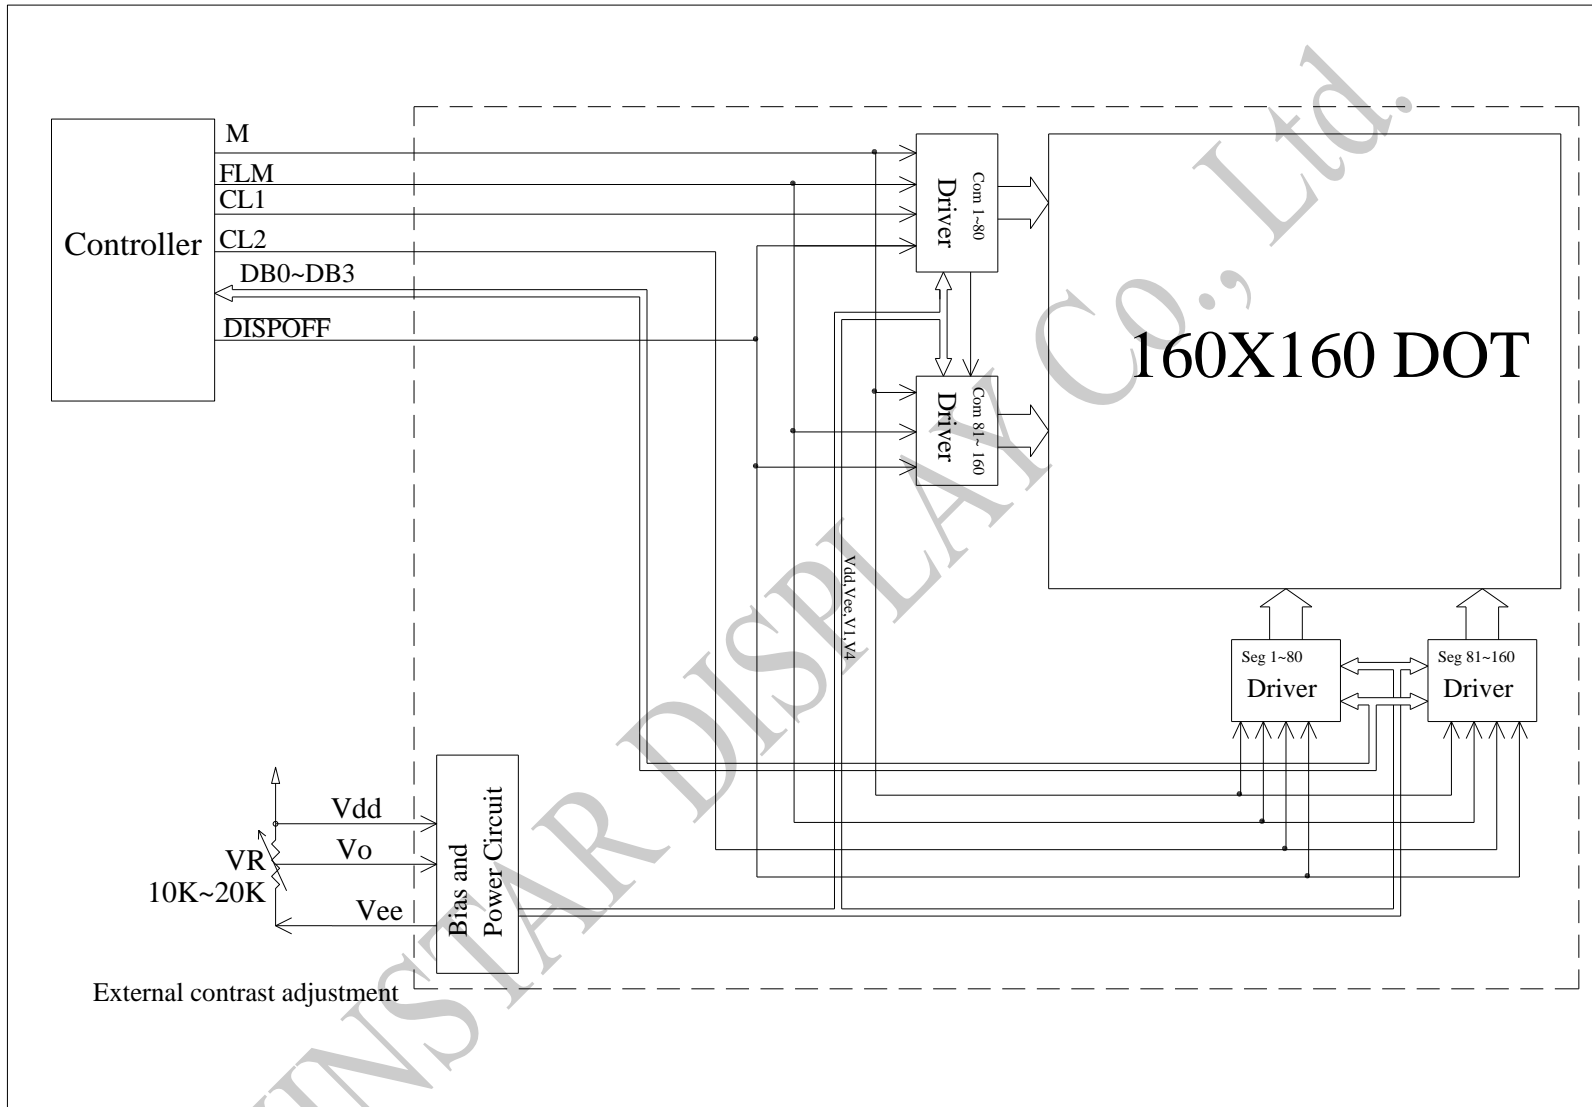 M
FLM
CL1
CL2
DB0~DB3
DISPOFF
Controller
Com 1~80
Driver
Com 81~ 160
Driver
160X160 DOT
Vdd,Vee,V1,V4
Seg 1~80
Driver
Seg 81~160
Driver
Vdd
Vo
Vee
VR
10K~20K
Bias and
Power Circuit
External contrast adjustment
INSTAR DISPLAY Co., Ltd.